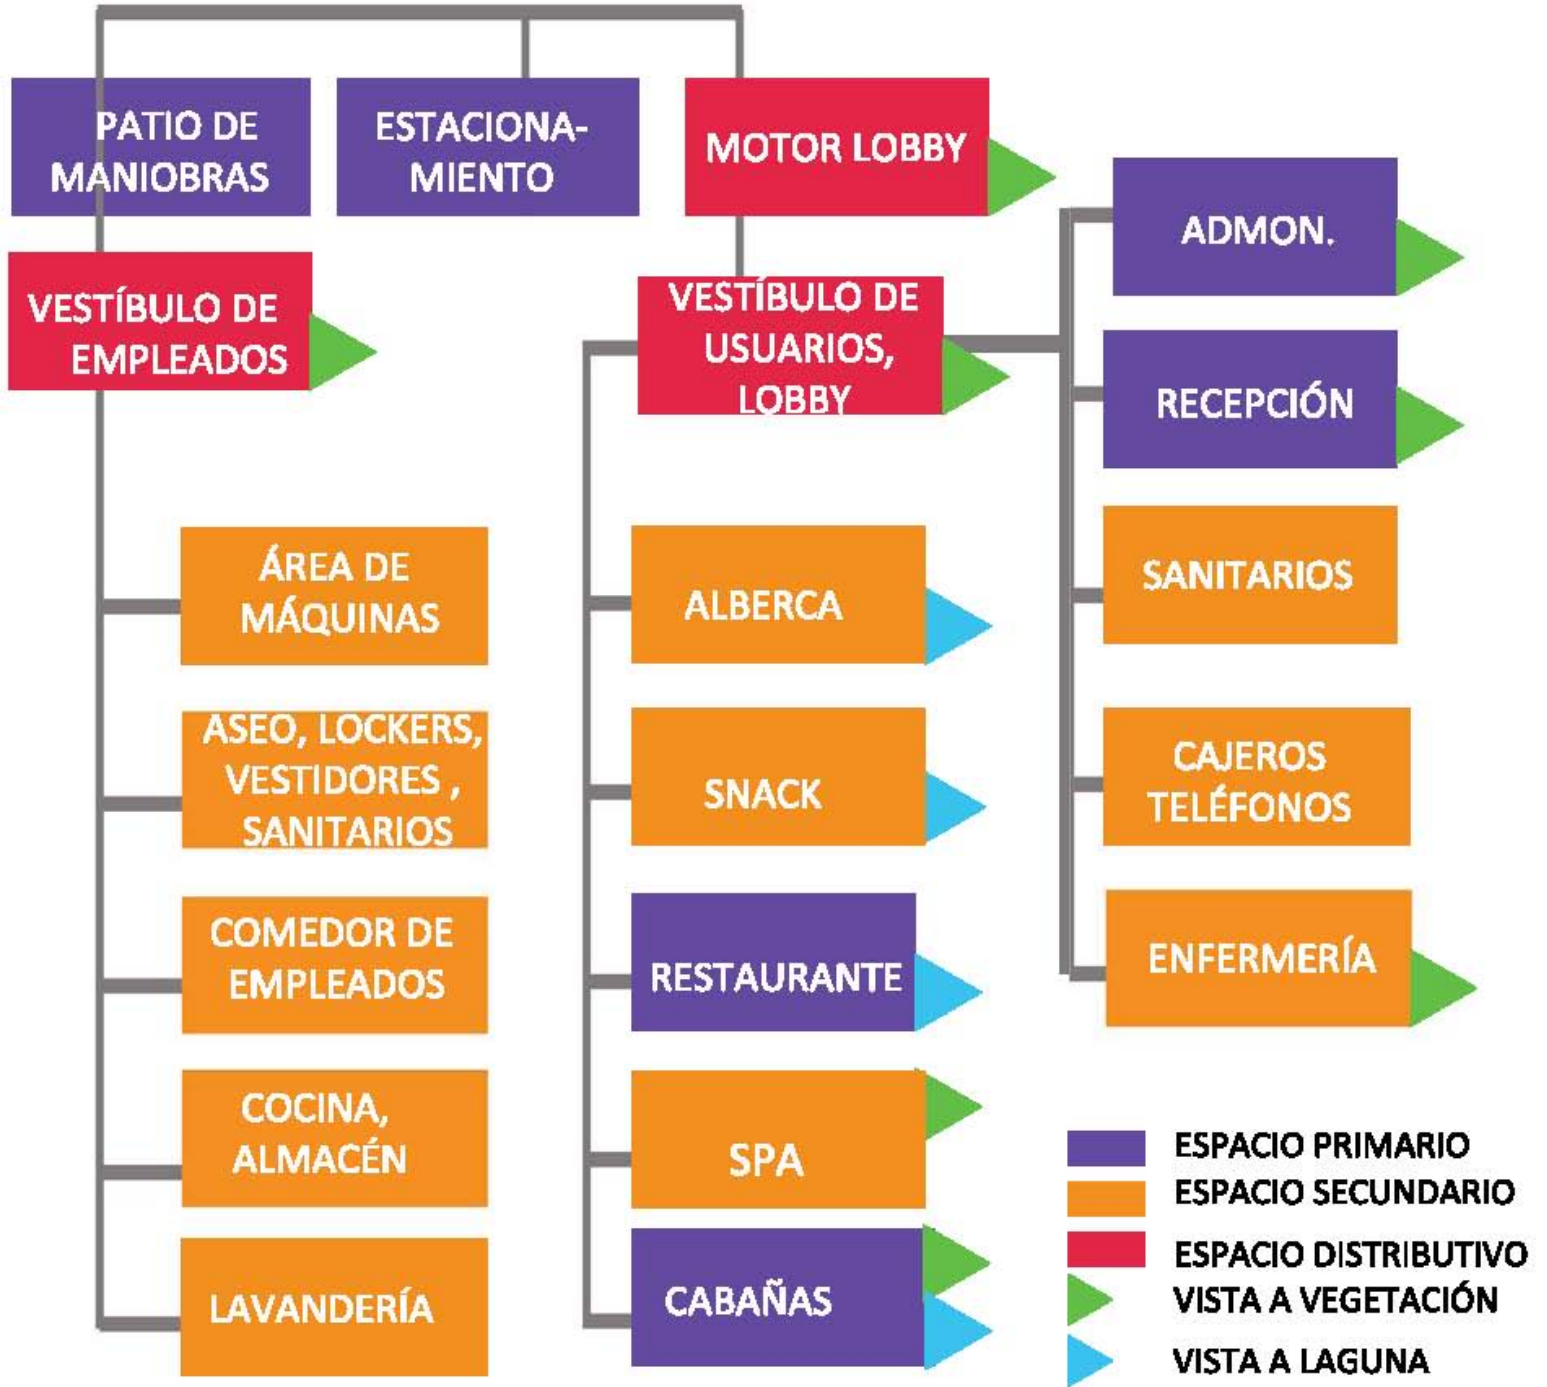 PATIO DE
MANIOBRAS
ESTACIONA-
MIENTO
MOTOR LOBBY
VESTÍBULO DE
EMPLEADOS
VESTÍBULO DE
USUARIOS,
LOBBY
ADMON.
RECEPCIÓN
SANITARIOS
CAJEROS
TELÉFONOS
ENFERMERÍA
ÁREA DE
MÁQUINAS
ASEO, LOCKERS,
VESTIDORES ,
SANITARIOS
COMEDOR DE
EMPLEADOS
COCINA,
ALMACÉN
LAVANDERÍA
ALBERCA
SNACK
RESTAURANTE
SPA
CABAÑAS
ESPACIO PRIMARIO
ESPACIO SECUNDARIO
ESPACIO DISTRIBUTIVO
VISTA A VEGETACIÓN
VISTA A LAGUNA